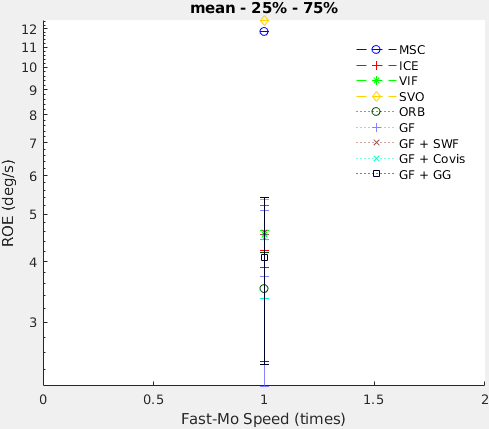 mean - 25% - 75%
12
11
10
9
8
7
6
5
4
3
ROE (deg/s)
MSC
ICE
VIF
SVO
ORB
GF
GF + SWF
GF + Covis
GF + GG
0 0.5 1 1.5 2
Fast-Mo Speed (times)